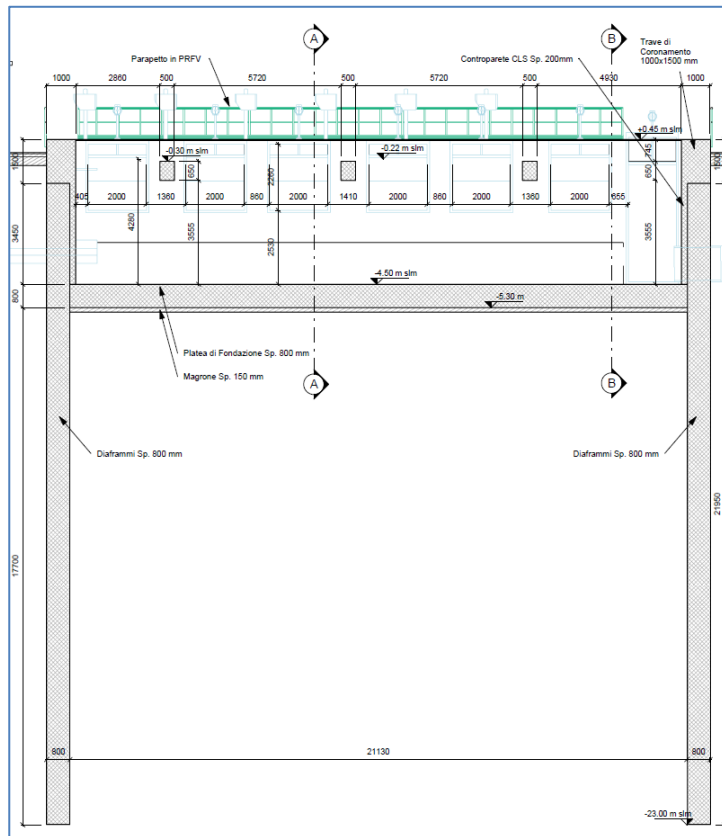 A
B
Parapetto in PRFV
Controparete CLS Sp. 200mm
Trave di
Coronamento
1000x1500 mm
1000
2860
500
5720
500
5720
500
4930
1000
+0.45 m slm
-0.30 m slm
-0.22 m slm
1500
650
2260
745
650
1500
405
2000
1360
2000
860
2000
1410
2000
860
2000
1360
2000
655
3450
4280
3555
2530
3555
-4.50 m slm
800
-5.30 m
Platea di Fondazione Sp. 800 mm
Magrone Sp. 150 mm
A
B
Diaframmi Sp. 800 mm
Diaframmi Sp. 800 mm
17700
21950
800
21130
800
-23.00 m slm